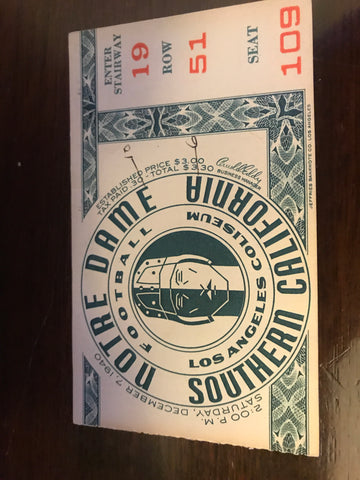 ENTER STAIRWAY
19
ROW
51
SEAT
109
ESTABLISHED PRICE $3.00
TAX PAID .30 - TOTAL $3.30
BUSINESS MANAGER
NOTRE DAME
SOUTHERN CALIFORNIA
FOOTBALL
LOS ANGELES COLISEUM
2:00 P.M.
SATURDAY, DECEMBER 7, 1940
JEFFRIES BANKNOTE CO. LOS ANGELES